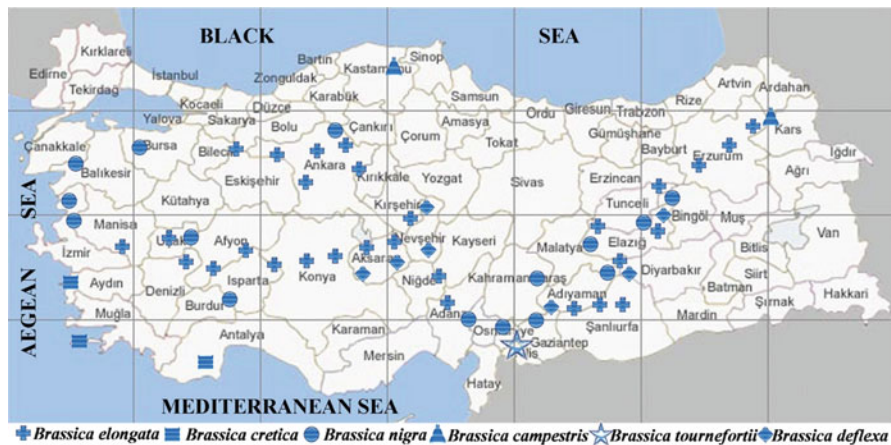 BLACK SEA
Kırklareli
Edirne
Tekirdağ
İstanbul
Kocaeli
Yalova
Sakarya
Düzce
Zonguldak
Bartın
Karabük
Kastamonu
Sinop
Samsun
Ordu
Giresun
Trabzon
Rize
Artvin
Ardahan
Çanakkale
Bursa
Bilecik
Bolu
Çankırı
Çorum
Amasya
Tokat
Gümüşhane
Bayburt
Erzurum
Kars
Iğdır
Ağrı
Balıkesir
Kütahya
Eskişehir
Ankara
Kırıkkale
Yozgat
Kırşehir
Sivas
Erzincan
Tunceli
Bingöl
Muş
Van
AEGEAN SEA
Manisa
İzmir
Uşak
Afyon
Konya
Aksaray
Nevşehir
Kayseri
Malatya
Elazığ
Diyarbakır
Bitlis
Siirt
Batman
Hakkari
Şırnak
Aydın
Denizli
Isparta
Burdur
Muğla
Antalya
Karaman
Niğde
Adana
Kahramanmaraş
Adıyaman
Şanlıurfa
Mardin
Osmaniye
Gaziantep
Kilis
Mersin
Hatay
MEDITERRANEAN SEA
Brassica elongata Brassica cretica Brassica nigra Brassica campestris Brassica tournefortii Brassica deflexa